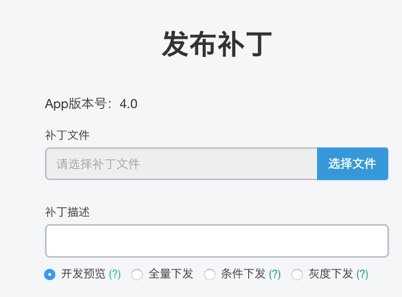 发布补丁
App版本号：4.0
补丁文件
请选择补丁文件 选择文件
补丁描述
开发预览 (?) 全量下发 条件下发 (?) 灰度下发 (?)